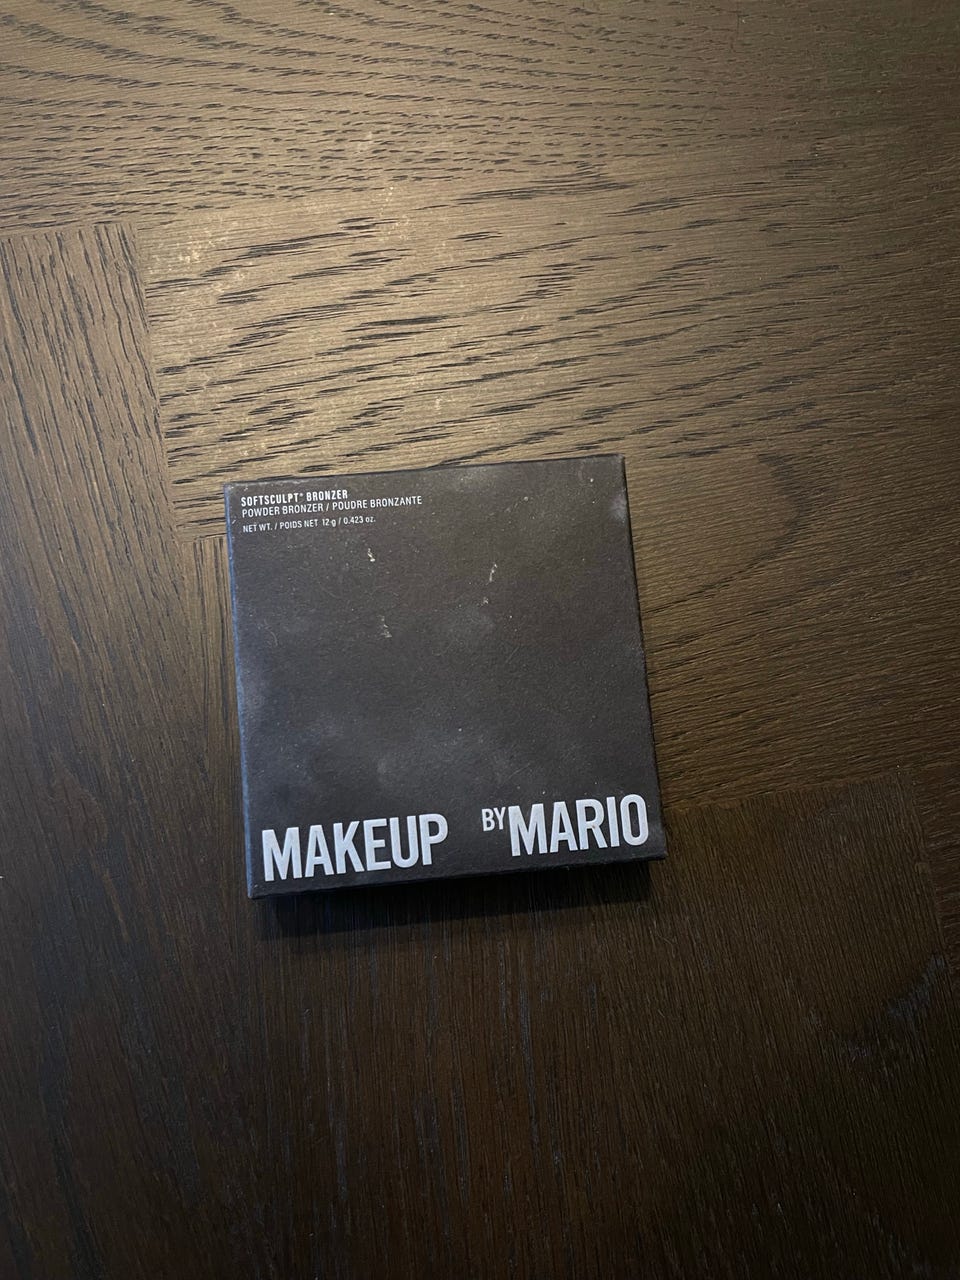 SOFTSCULPT® BRONZER
POWDER BRONZER / POUDRE BRONZANTE
NET WT. / POIDS NET 12 g / 0.423 oz.
MAKEUP BY MARIO